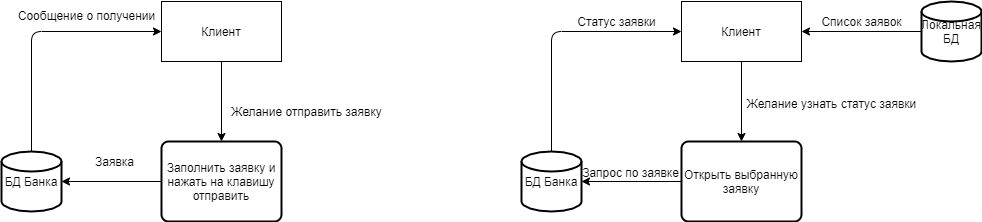 Сообщение о получении
Клиент
Желание отправить заявку
Заявка
БД Банка
Заполнить заявку и
нажать на клавишу
отправить
Статус заявки
Клиент
Список заявок
Локальная
БД
Желание узнать статус заявки
Запрос по заявке
БД Банка
Открыть выбранную
заявку